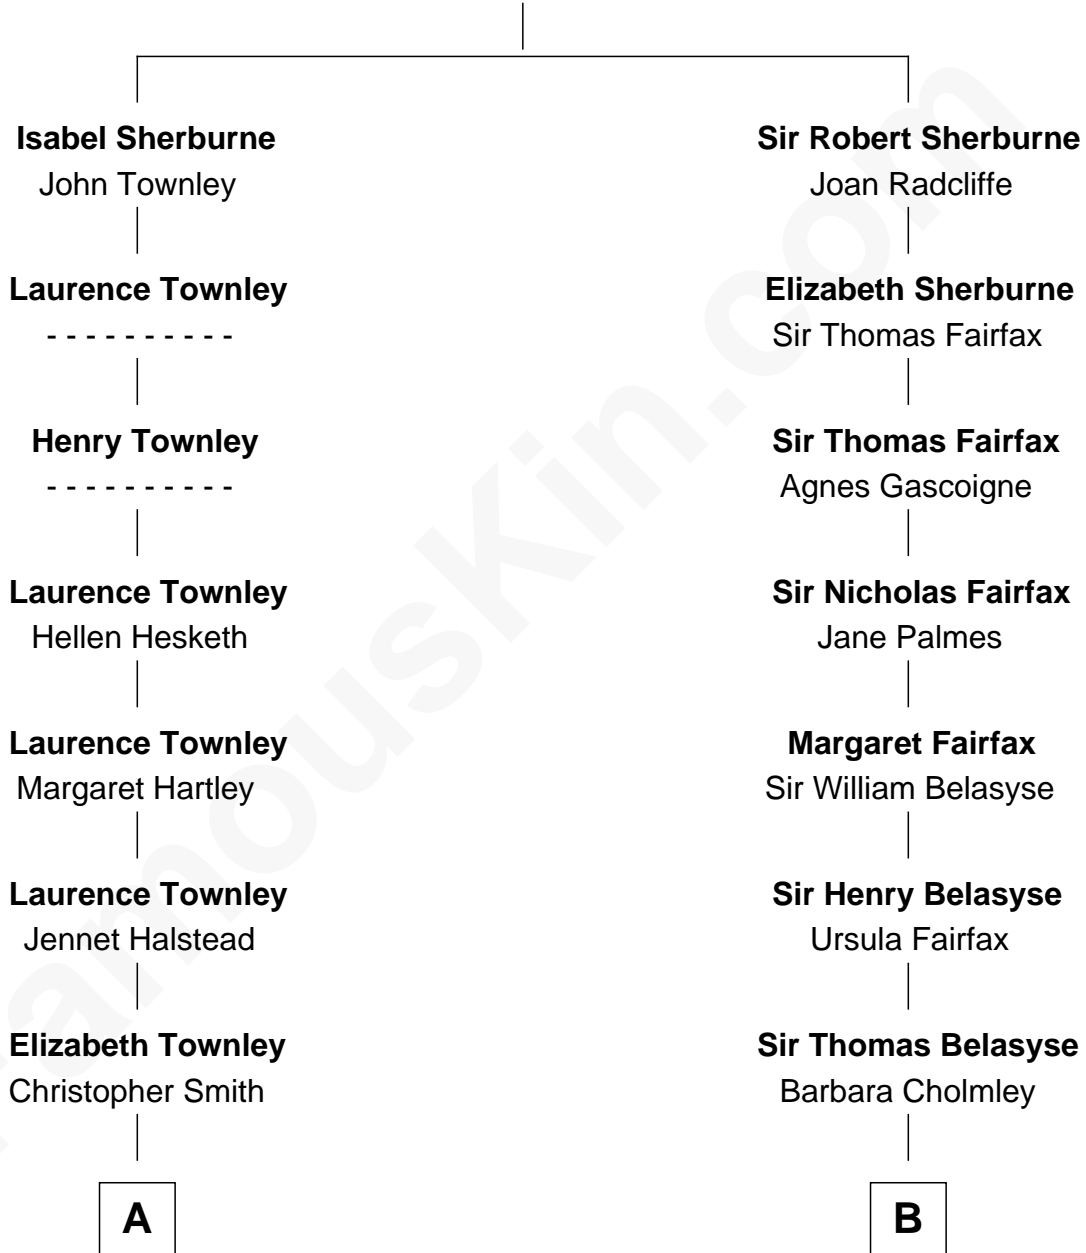 Isabel Sherburne
John Townley
Sir Robert Sherburne
Joan Radcliffe
Laurence Townley
- - - - - - - - - -
Elizabeth Sherburne
Sir Thomas Fairfax
Henry Townley
- - - - - - - - - -
Sir Thomas Fairfax
Agnes Gascoigne
Laurence Townley
Hellen Hesketh
Sir Nicholas Fairfax
Jane Palmes
Laurence Townley
Margaret Hartley
Margaret Fairfax
Sir William Belasyse
Laurence Townley
Jennet Halstead
Sir Henry Belasyse
Ursula Fairfax
Elizabeth Townley
Christopher Smith
Sir Thomas Belasyse
Barbara Cholmley
A
B
FamousKin.com